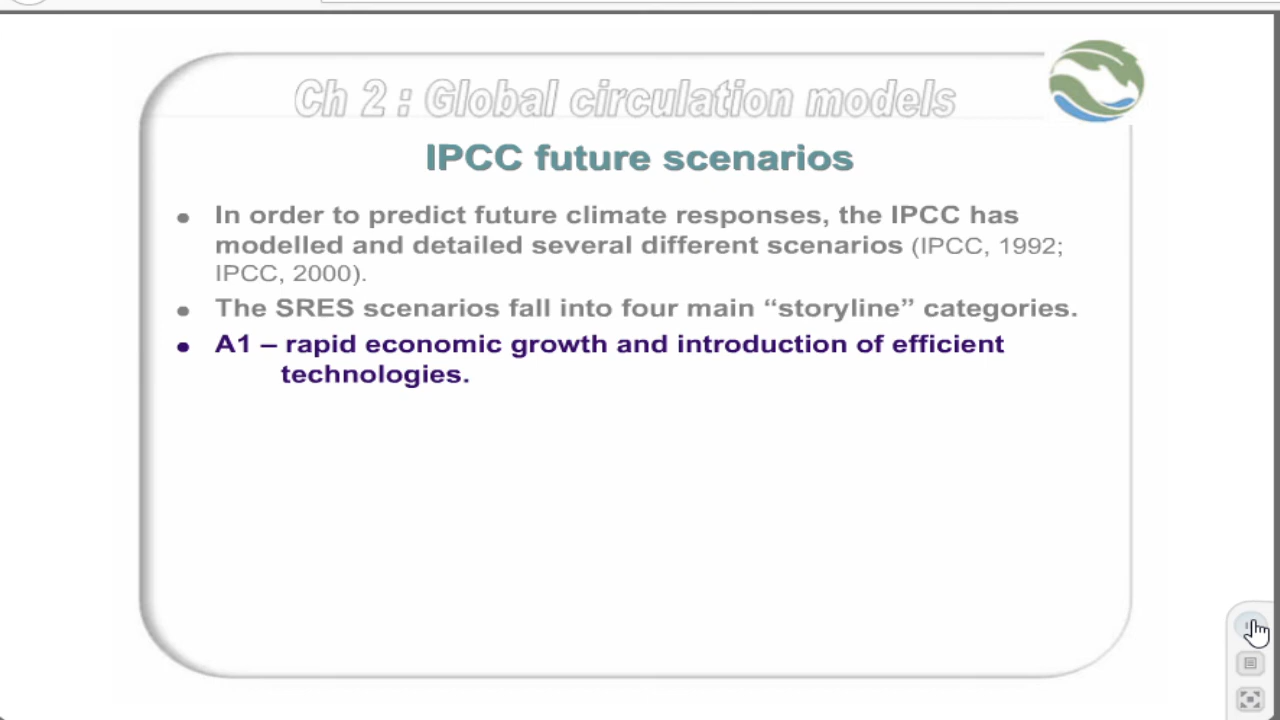 Ch 2 : Global circulation models
IPCC future scenarios
• In order to predict future climate responses, the IPCC has
modelled and detailed several different scenarios (IPCC, 1992;
IPCC, 2000).
• The SRES scenarios fall into four main “storyline” categories.
• A1 – rapid economic growth and introduction of efficient
technologies.